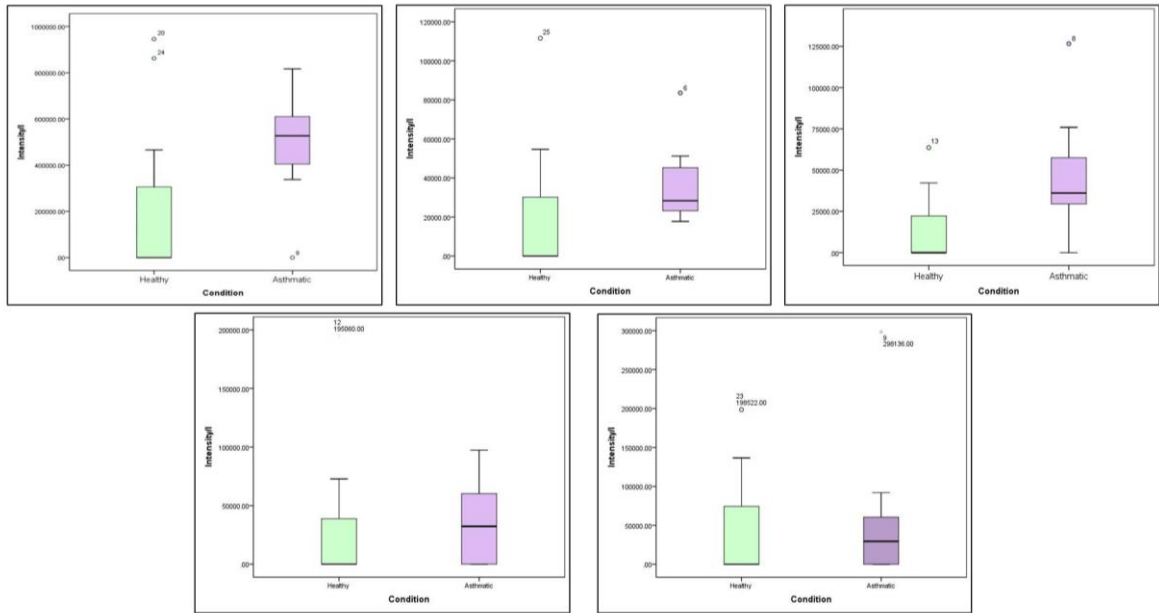 1000000.00
20
24
800000.00
Intensity/l
600000.00
400000.00
200000.00
9
.00
Healthy
Asthmatic
Condition
120000.00
25
100000.00
6
80000.00
Intensity/l
60000.00
40000.00
20000.00
.00
Healthy
Asthmatic
Condition
8
125000.00
100000.00
Intensity/l
75000.00
13
50000.00
25000.00
.00
Healthy
Asthmatic
Condition
12
200000.00
150000.00
Intensity/l
100000.00
50000.00
.00
Healthy
Asthmatic
Condition
300000.00
9
298136.00
250000.00
23
200000.00
198522.00
Intensity/l
150000.00
100000.00
50000.00
.00
Healthy
Asthmatic
Condition